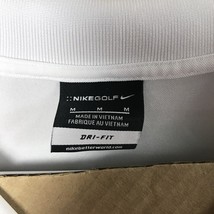 NIKEGOLF
M M M
MADE IN VIETNAM
FABRIQUE AU VIETNAM
DRI-FIT
nikebetterworld.com